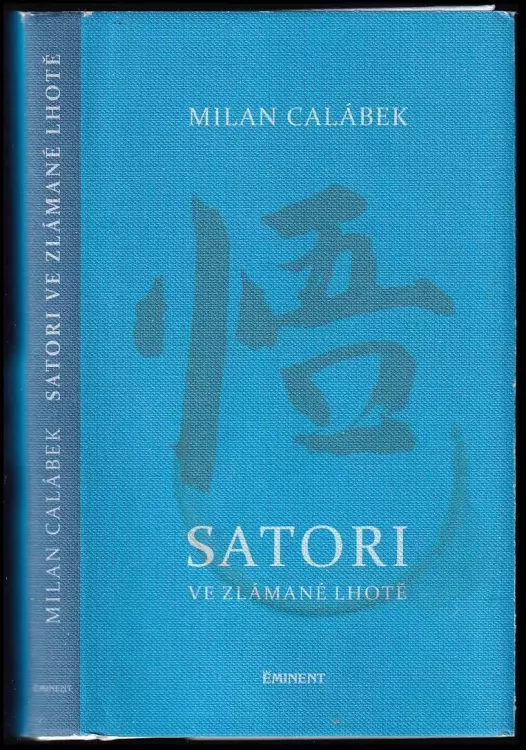 MILAN CALÁBEK SATORI VE ZLÁMANÉ LHOTĚ
EMINENT
MILAN CALÁBEK
悟
SATORI
VE ZLÁMANÉ LHOTĚ
EMINENT